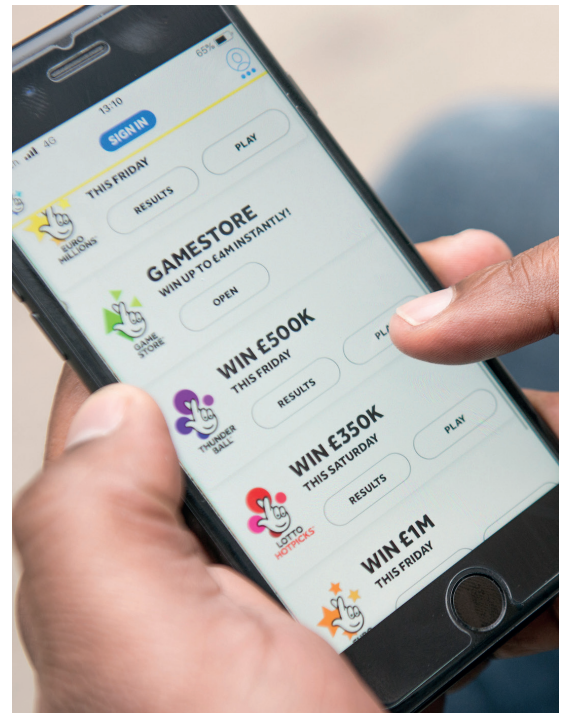 4G
13:10
65%
SIGN IN
THIS FRIDAY
RESULTS
PLAY
EURO
MILLIONS
GAMESTORE
WIN UP TO £4M INSTANTLY!
OPEN
GAME
STORE
WIN £500K
THIS FRIDAY
RESULTS
THUNDER
BALL
WIN £350K
THIS SATURDAY
RESULTS
PLAY
LOTTO
HOTPICKS
WIN £1M
THIS FRIDAY